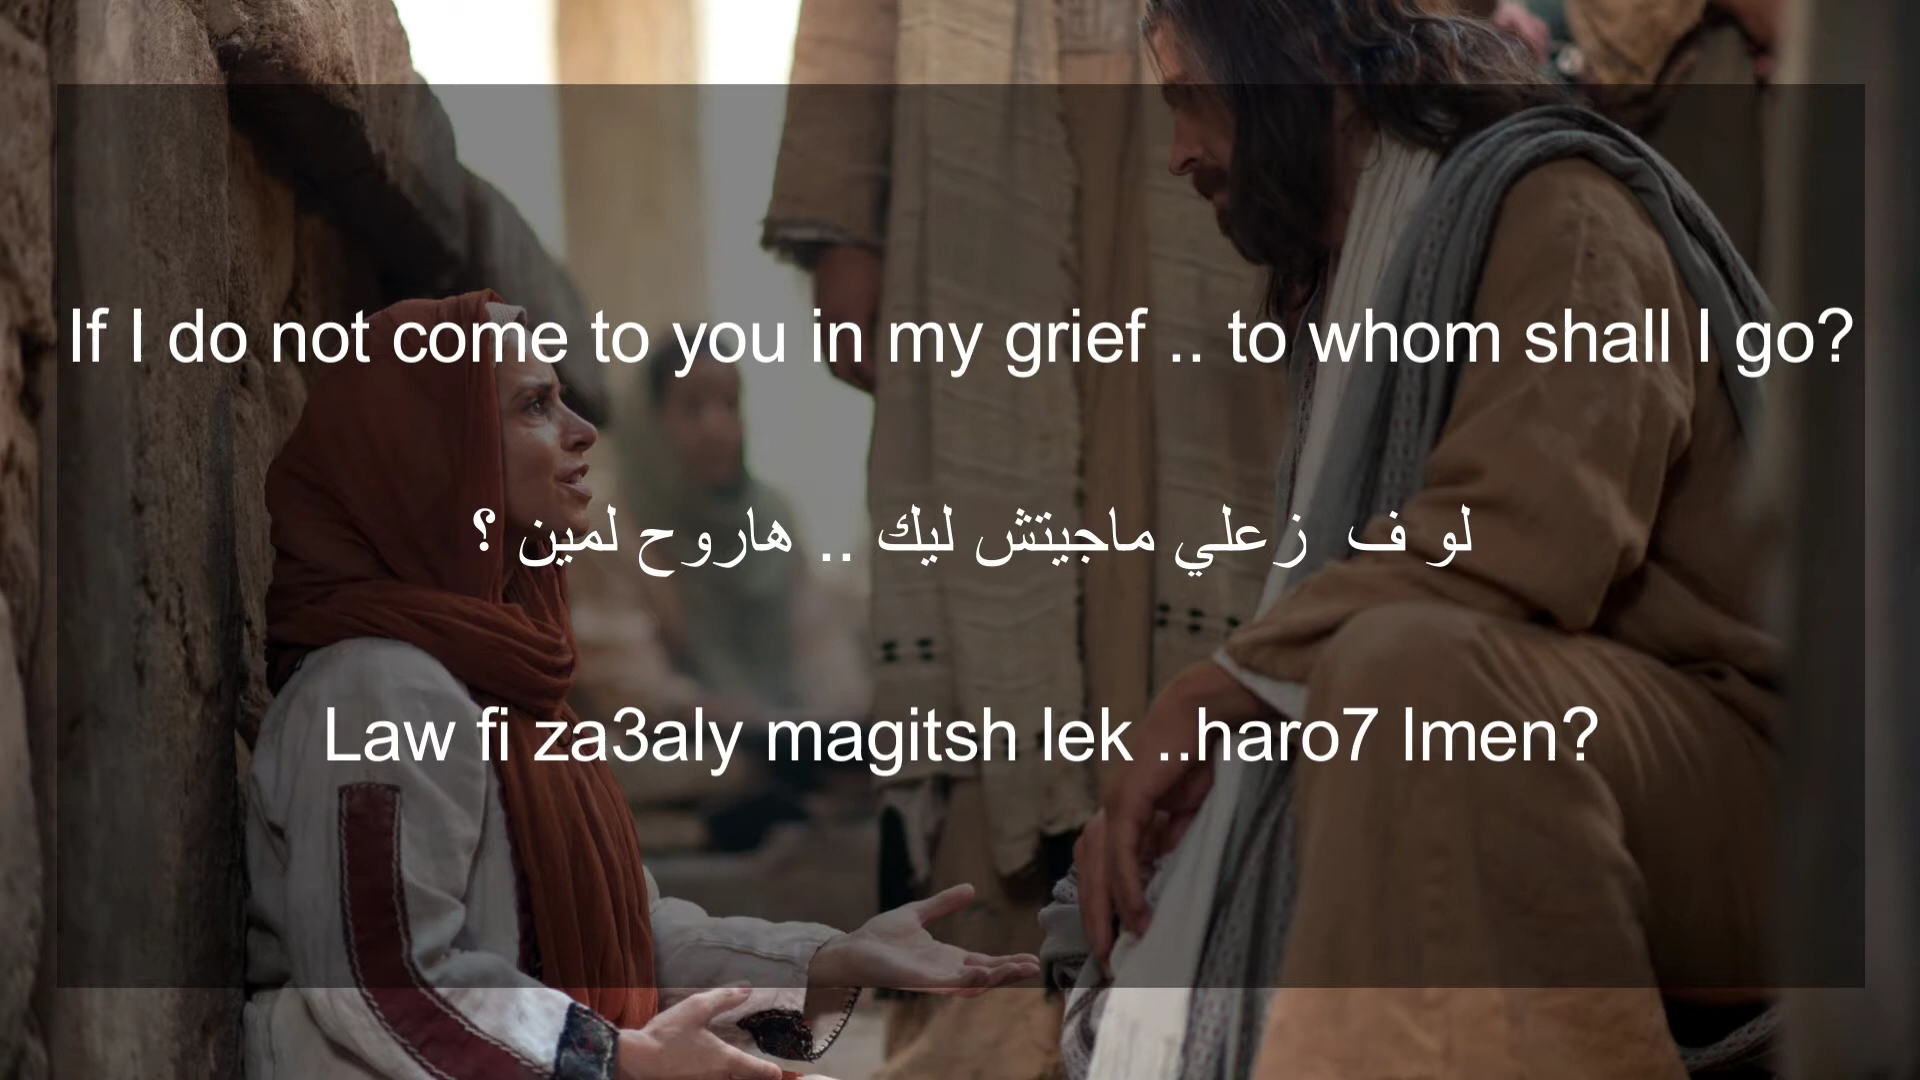 If I do not come to you in my grief .. to whom shall I go?
لو ف زعلي ماجيتش ليك .. هاروح لمين ؟
Law fi za3aly magitsh lek ..haro7 lmen?